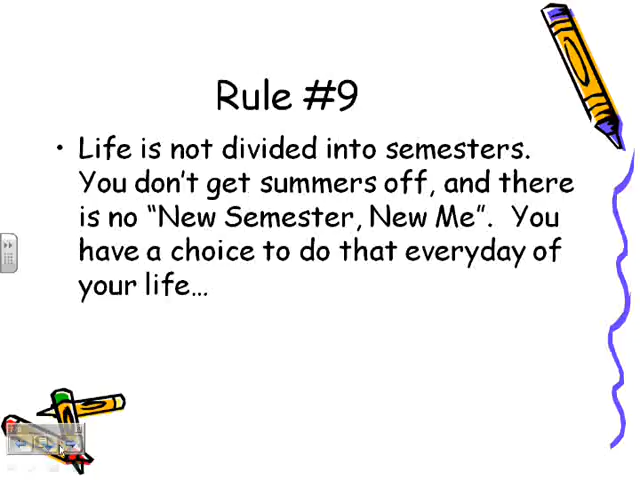 Rule #9
• Life is not divided into semesters.
You don't get summers off, and there
is no “New Semester, New Me”.  You
have a choice to do that everyday of
your life…